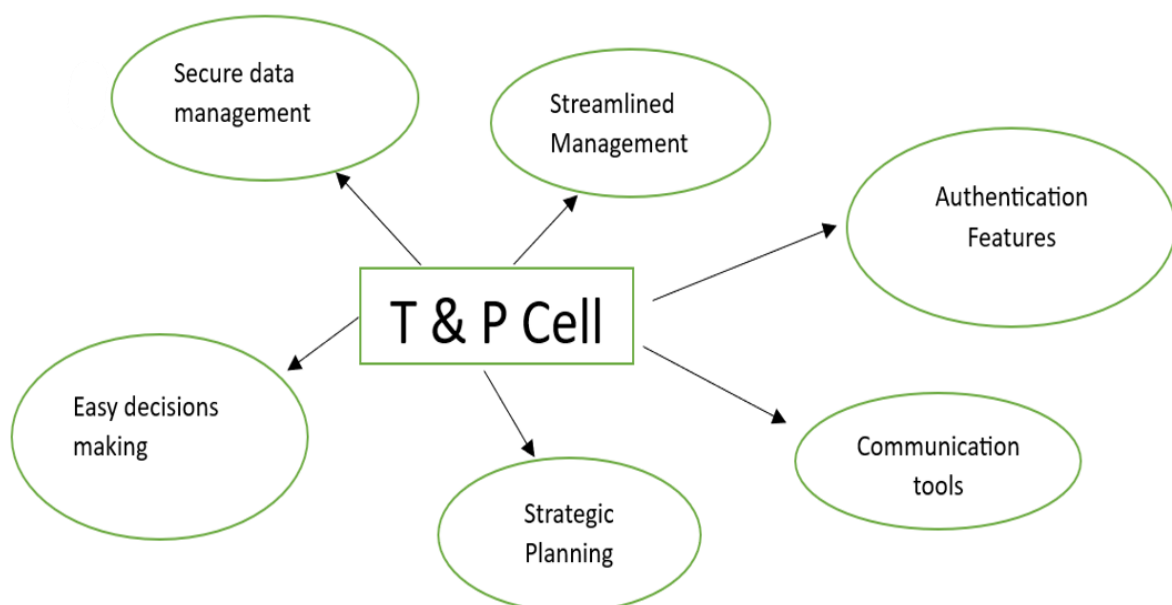 Secure data
management
Streamlined
Management
Authentication
Features
T & P Cell
Easy decisions
making
Communication
tools
Strategic
Planning